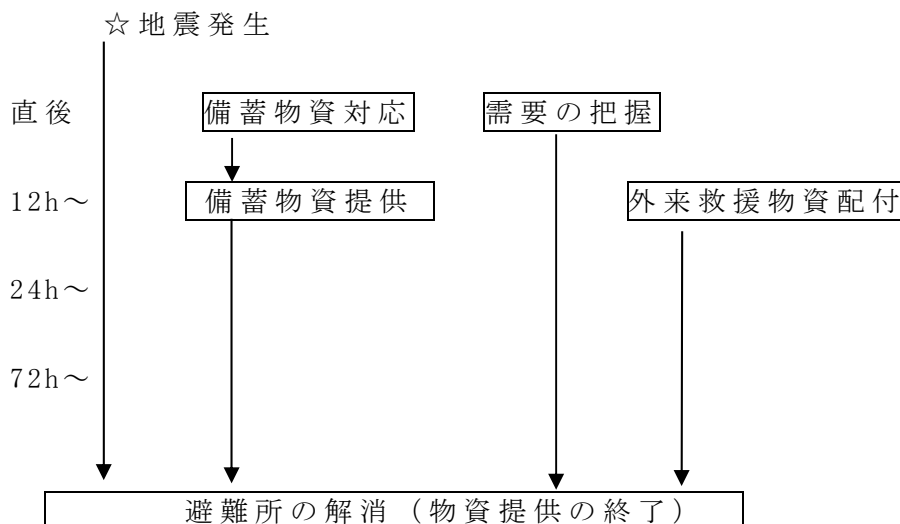 ☆地震発生
直後 備蓄物資対応 需要の把握
12h～ 備蓄物資提供 外来救援物資配付
24h～
72h～
避難所の解消（物資提供の終了）